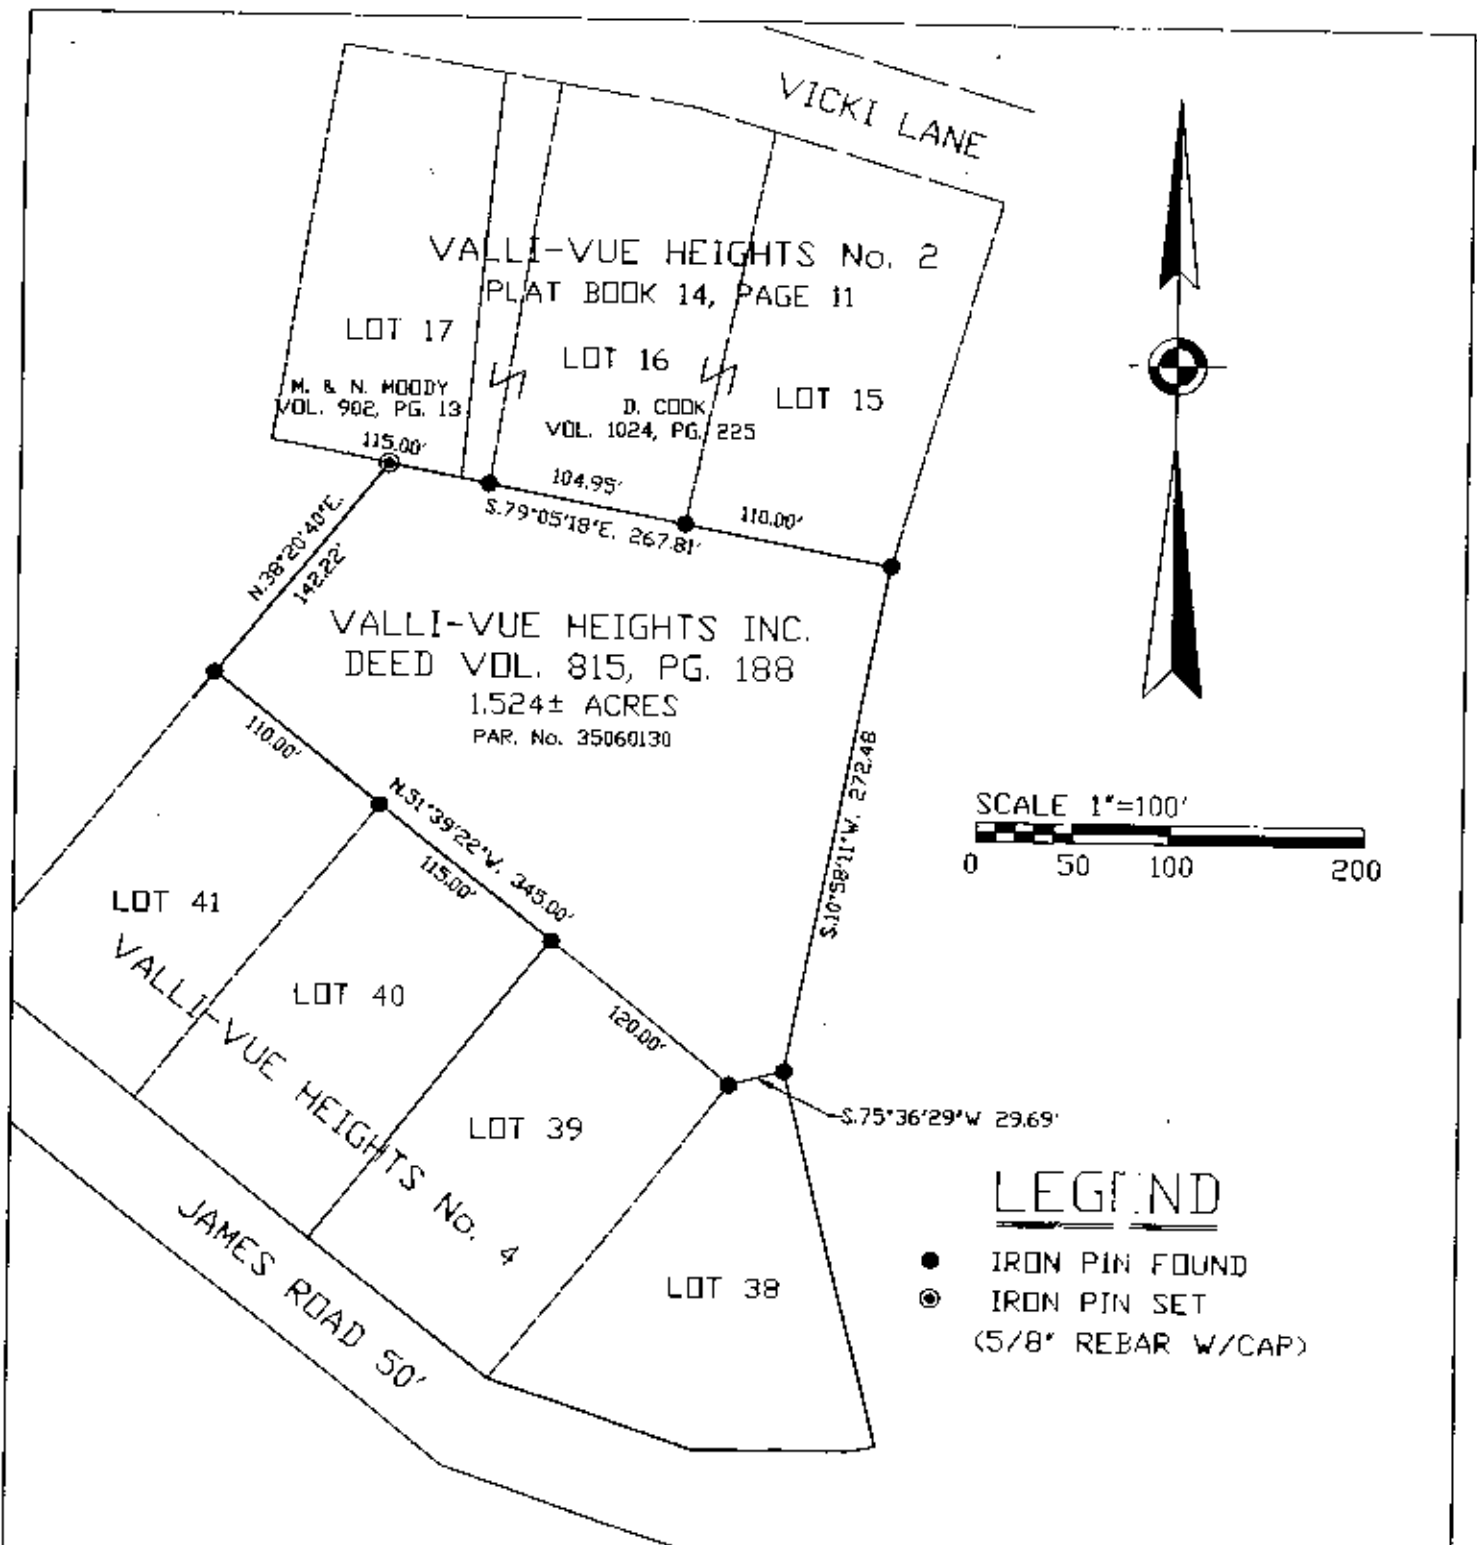 VICKI LANE
VALLI-VUE HEIGHTS No. 2
PLAT BOOK 14, PAGE 11
LOT 17
LOT 16
LOT 15
M. & N. MOODY
VOL. 902, PG. 13
D. COOK
VOL. 1024, PG. 225
115.00'
104.95'
110.00'
S.79°05'18"E. 267.81'
N.38°20'40"E.
142.22'
VALLI-VUE HEIGHTS INC.
DEED VOL. 815, PG. 188
1.524± ACRES
PAR. No. 35060130
110.00'
N.51°39'22"W. 345.00'
115.00'
120.00'
S.10°58'11"W. 272.48
SCALE 1"=100'
0 50 100 200
LOT 41
LOT 40
LOT 39
LOT 38
VALLI-VUE HEIGHTS No. 4
JAMES ROAD 50'
S.75°36'29"W 29.69'
LEGEND
IRON PIN FOUND
IRON PIN SET
(5/8" REBAR W/CAP)